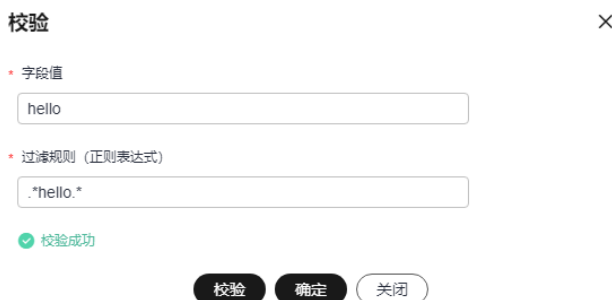 校验
* 字段值
hello
* 过滤规则（正则表达式）
.*hello.*
校验成功
校验 确定 关闭